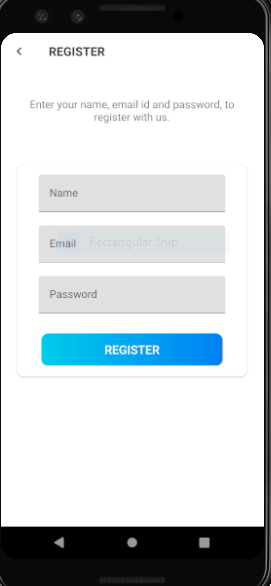 REGISTER
Enter your name, email id and password, to
register with us.
Name
Email
Rectangular Snip
Password
REGISTER